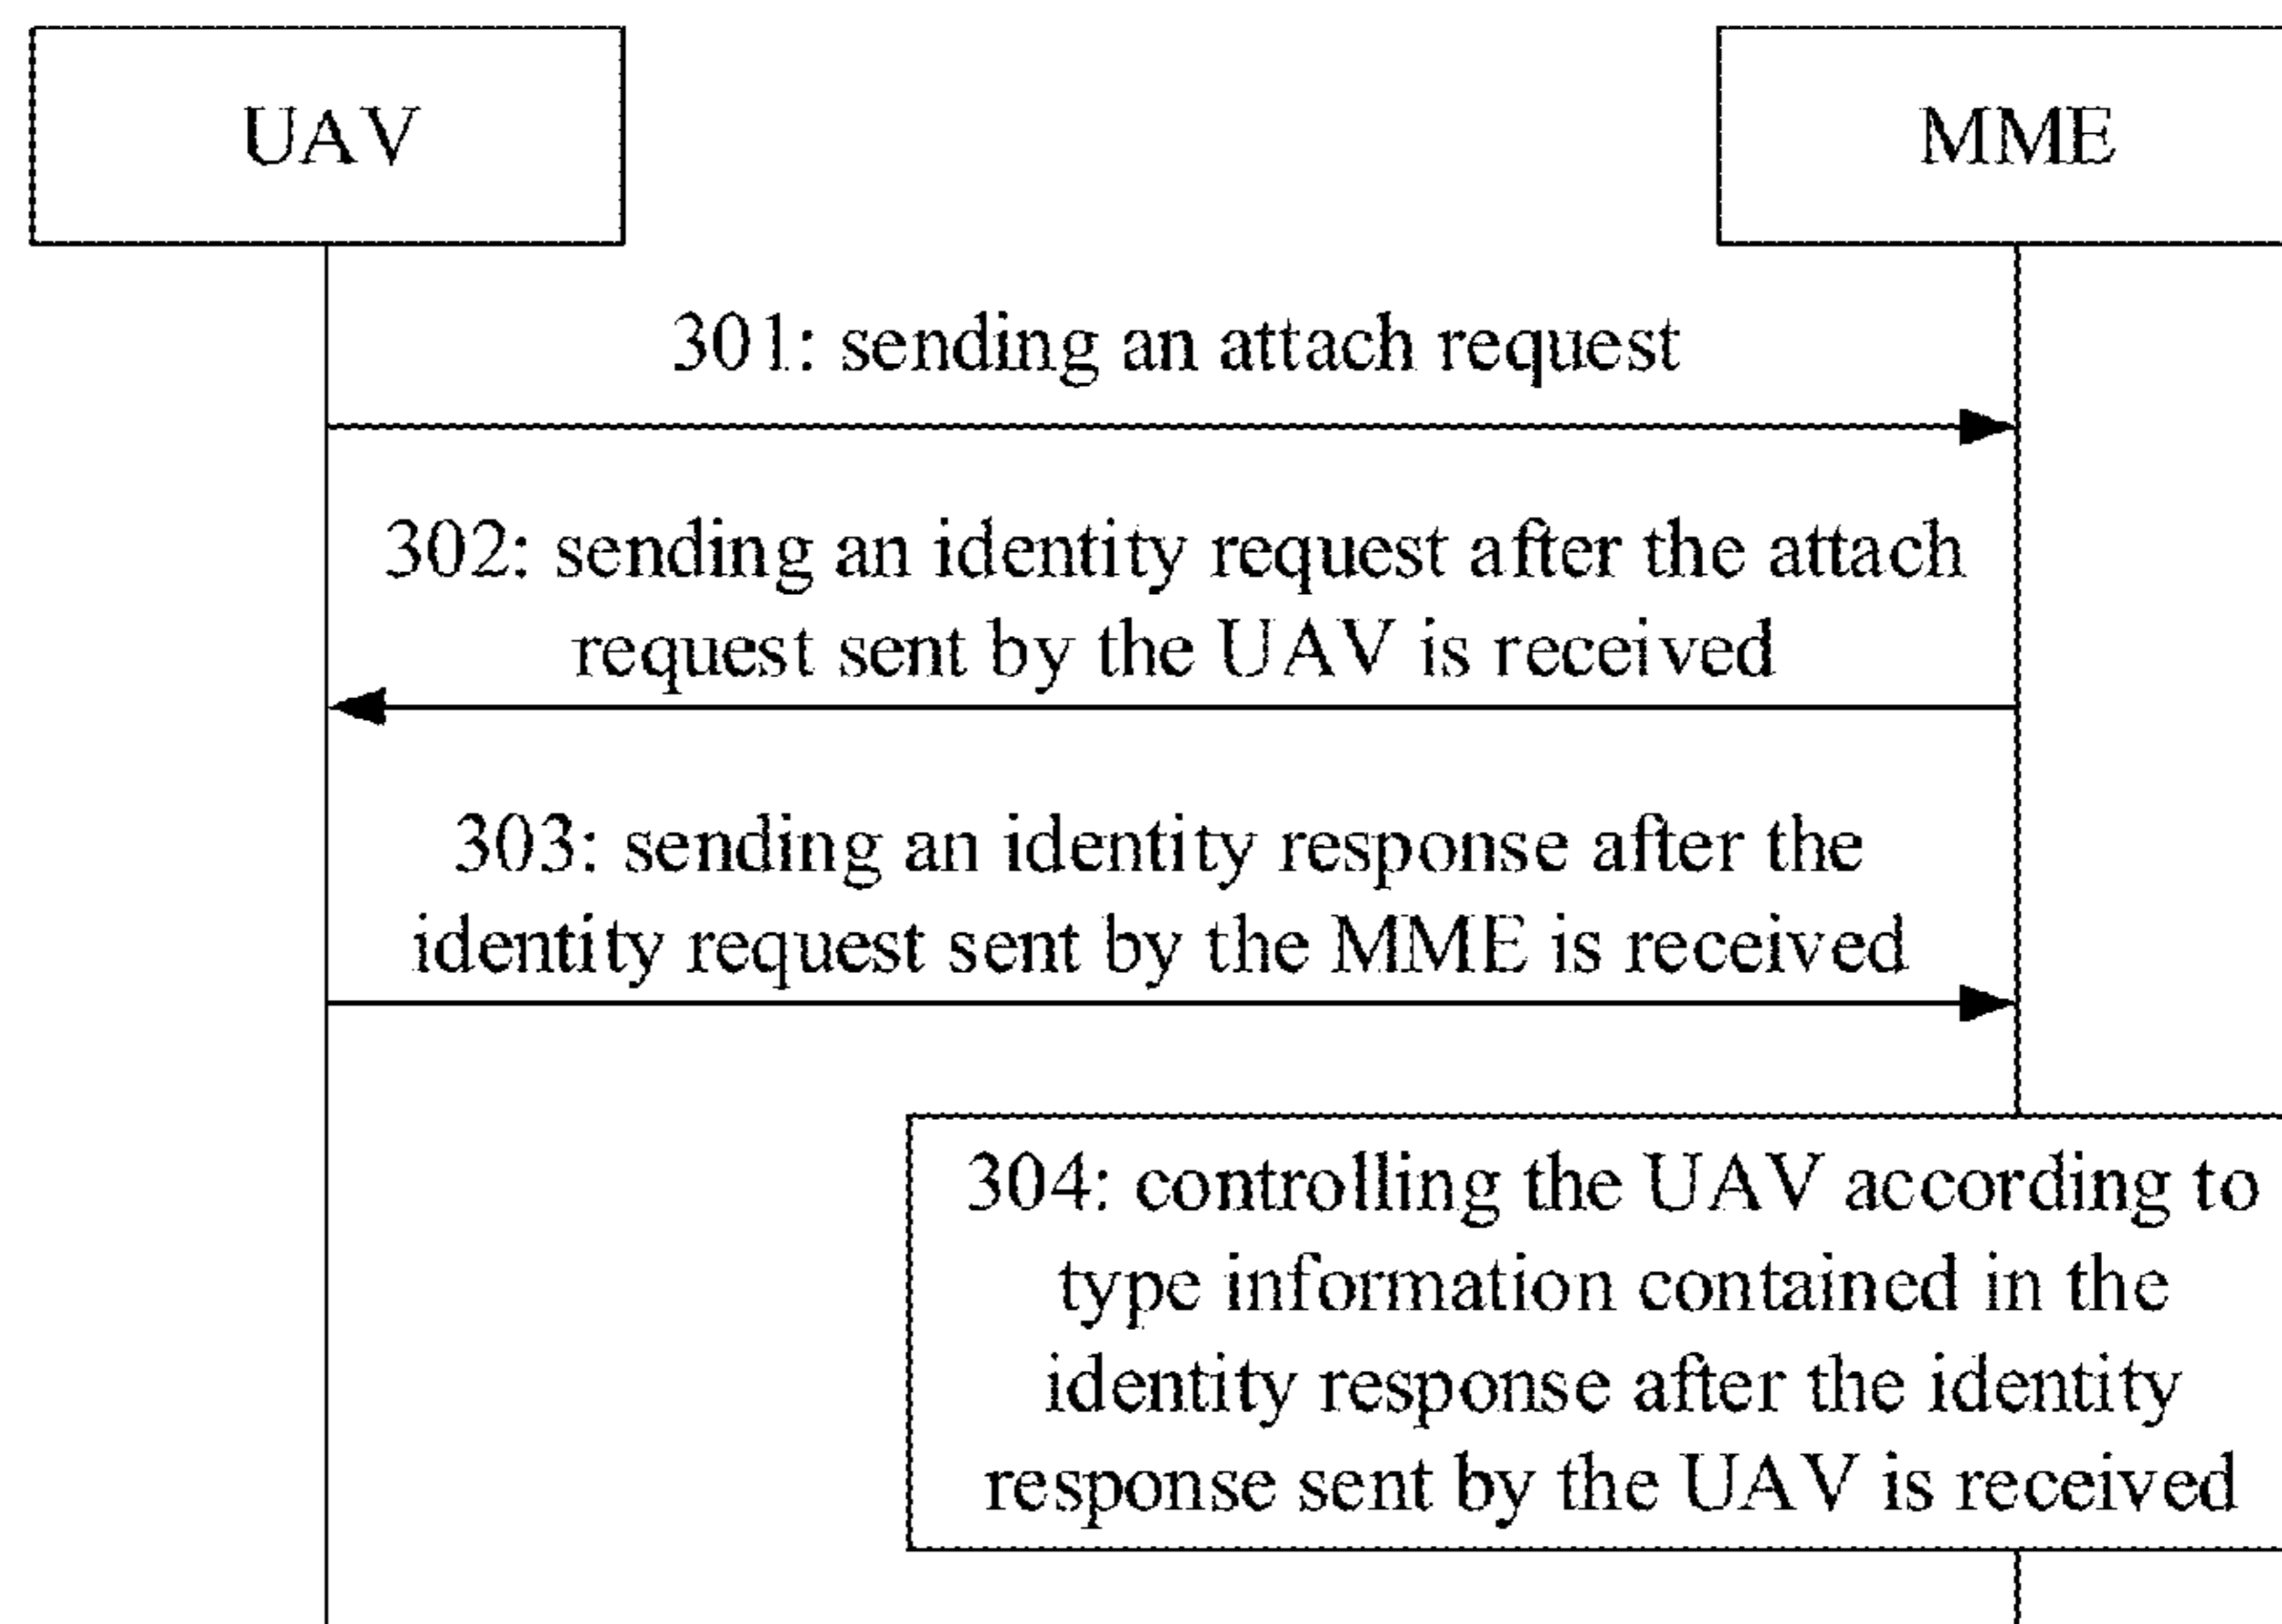 UAV
MME
301: sending an attach request
302: sending an identity request after the attach
request sent by the UAV is received
303: sending an identity response after the
identity request sent by the MME is received
304: controlling the UAV according to
type information contained in the
identity response after the identity
response sent by the UAV is received